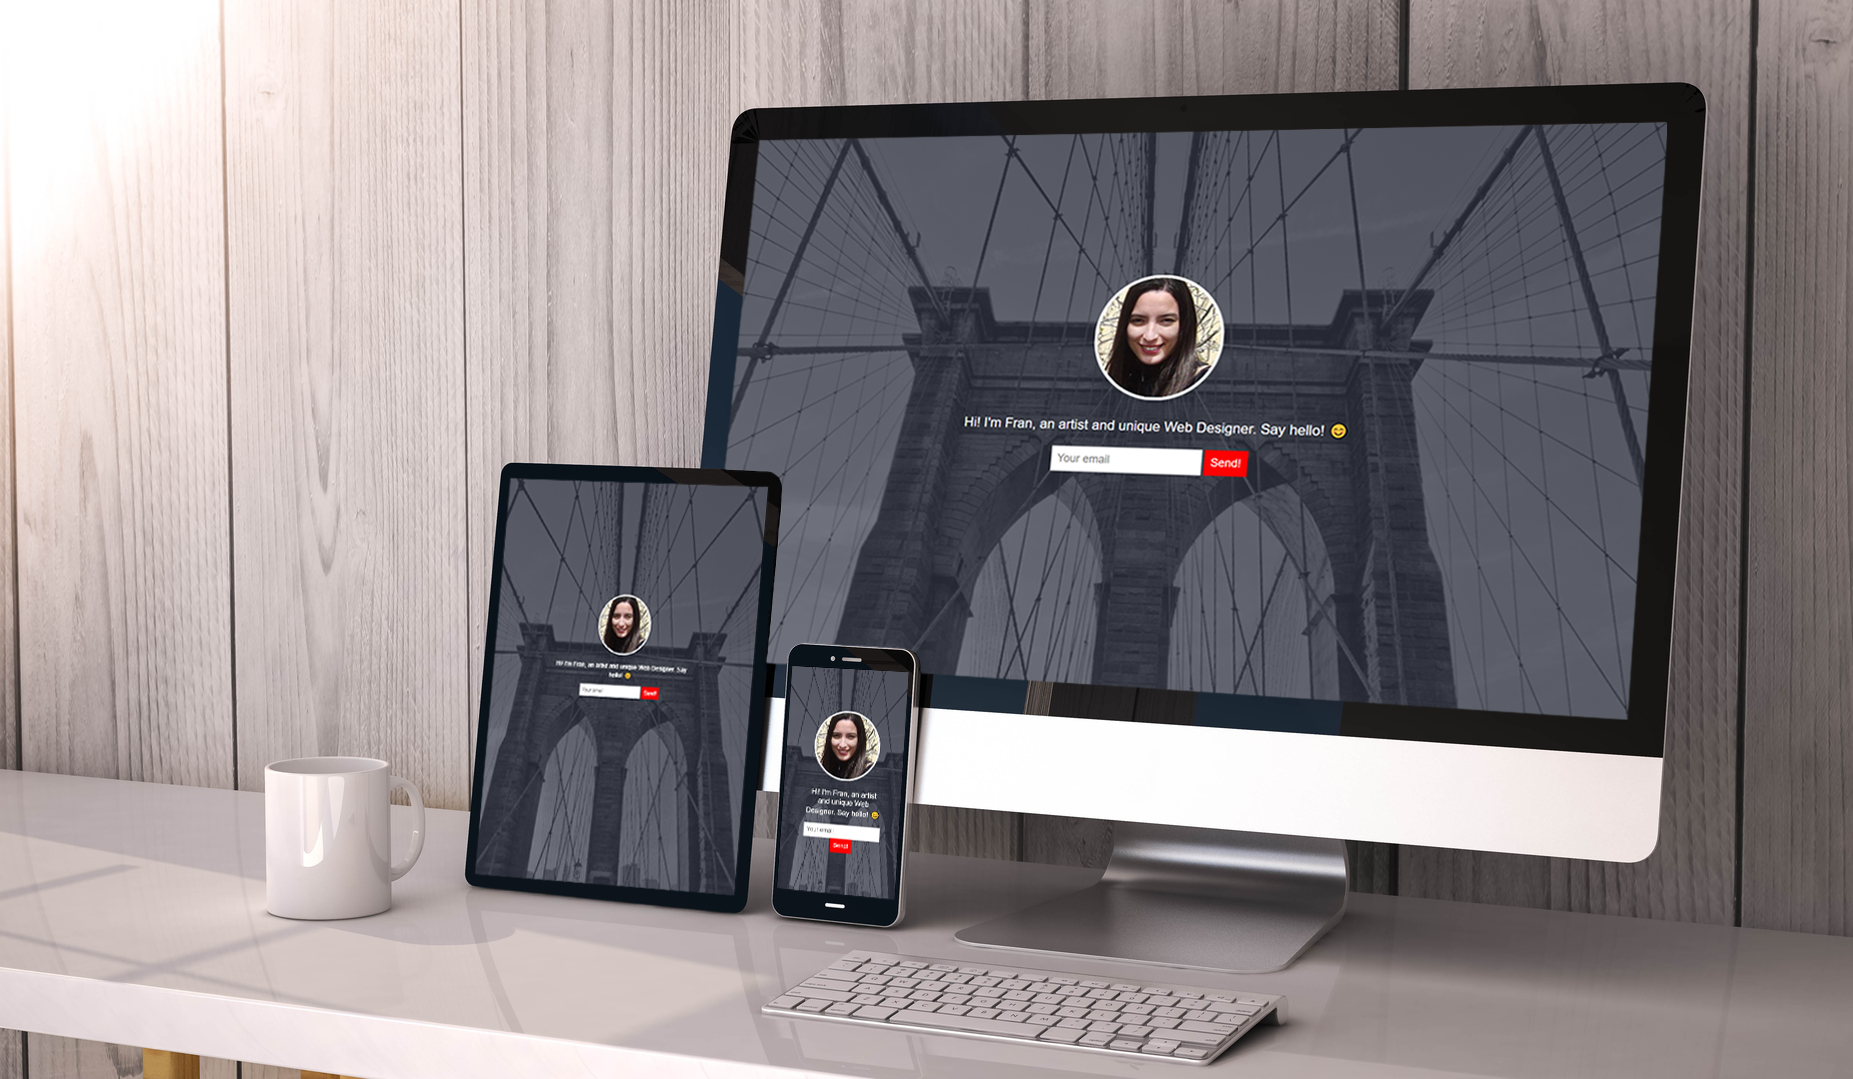 Hi! I'm Fran, an artist and unique Web Designer. Say hello! 😊
Your email
Send!
Hi! I'm Fran, an artist and unique Web Designer. Say
hello! 😊
Your email
Send!
Hi! I'm Fran, an artist
and unique Web
Designer. Say hello! 😊
Your email
Send!